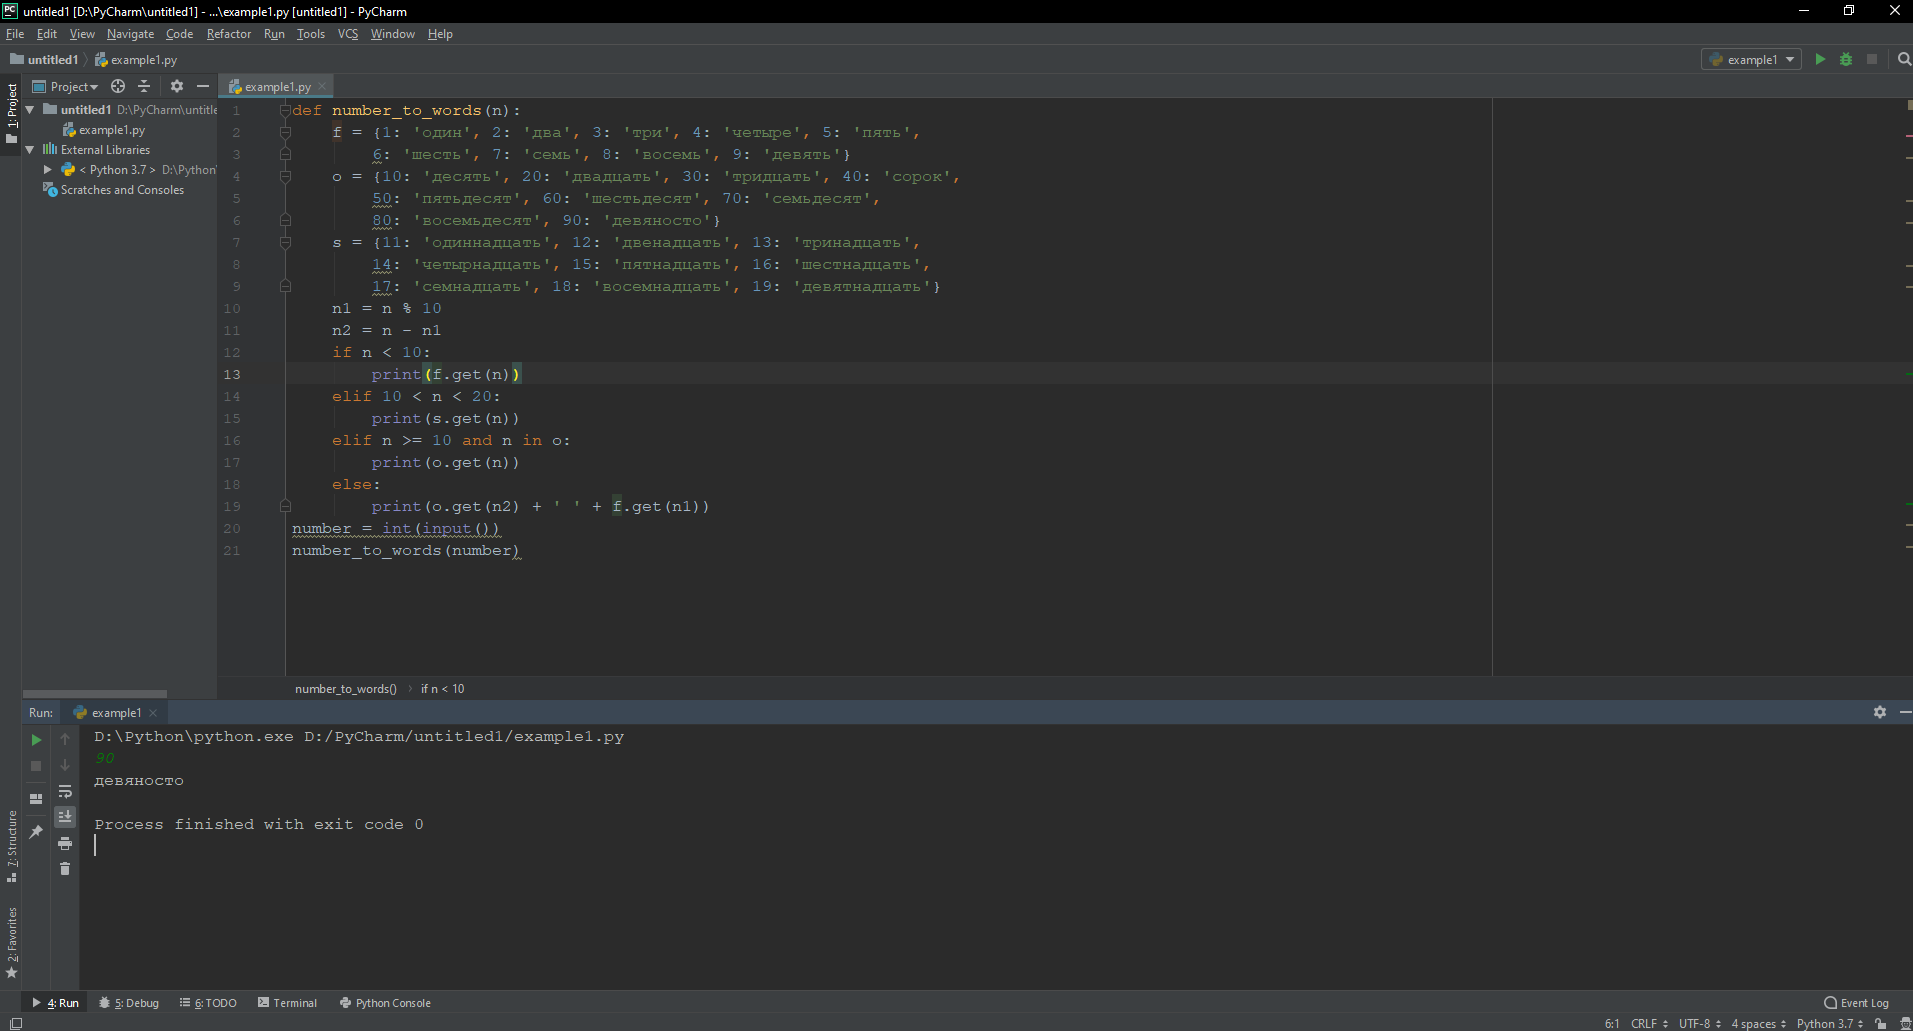 untitled1 [D:\PyCharm\untitled1] - ...\example1.py [untitled1] - PyCharm
File Edit View Navigate Code Refactor Run Tools VCS Window Help
untitled1 example1.py
example1
Project
example1.py
1: Project
untitled1 D:\PyCharm\untitle
example1.py
External Libraries
< Python 3.7 > D:\Python
Scratches and Consoles
1 def number_to_words(n):
2 f = {1: 'один', 2: 'два', 3: 'три', 4: 'четыре', 5: 'пять',
3 6: 'шесть', 7: 'семь', 8: 'восемь', 9: 'девять'}
4 o = {10: 'десять', 20: 'двадцать', 30: 'тридцать', 40: 'сорок',
5 50: 'пятьдесят', 60: 'шестьдесят', 70: 'семьдесят',
6 80: 'восемьдесят', 90: 'девяносто'}
7 s = {11: 'одиннадцать', 12: 'двенадцать', 13: 'тринадцать',
8 14: 'четырнадцать', 15: 'пятнадцать', 16: 'шестнадцать',
9 17: 'семнадцать', 18: 'восемнадцать', 19: 'девятнадцать'}
10 n1 = n % 10
11 n2 = n - n1
12 if n < 10:
13 print(f.get(n))
14 elif 10 < n < 20:
15 print(s.get(n))
16 elif n >= 10 and n in o:
17 print(o.get(n))
18 else:
19 print(o.get(n2) + ' ' + f.get(n1))
20 number = int(input())
21 number_to_words(number)
number_to_words() if n < 10
Run: example1
D:\Python\python.exe D:/PyCharm/untitled1/example1.py
90
девяносто
Process finished with exit code 0
7: Structure
2: Favorites
4: Run 5: Debug 6: TODO Terminal Python Console
Event Log
6:1 CRLF UTF-8 4 spaces Python 3.7